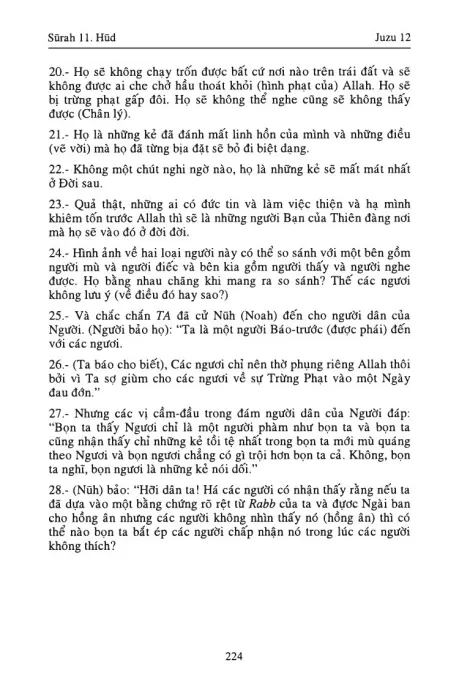 Sūrah 11. Hūd Juzu 12
20.- Họ sẽ không chạy trốn được bất cứ nơi nào trên trái đất và sẽ
không được ai che chở hầu thoát khỏi (hình phạt của) Allah. Họ sẽ
bị trừng phạt gấp đôi. Họ sẽ không thể nghe cũng sẽ không thấy
được (Chân lý).
21.- Họ là những kẻ đã đánh mất linh hồn của mình và những điều
(vẽ vời) mà họ đã từng bịa đặt sẽ bỏ đi biệt dạng.
22.- Không một chút nghi ngờ nào, họ là những kẻ sẽ mất mát nhất
ở Đời sau.
23.- Quả thật, những ai có đức tin và làm việc thiện và hạ mình
khiêm tốn trước Allah thì sẽ là những người Bạn của Thiên đàng nơi
mà họ sẽ vào đó ở đời đời.
24.- Hình ảnh về hai loại người này có thể so sánh với một bên gồm
người mù và người điếc và bên kia gồm người thấy và người nghe
được. Họ bằng nhau chăng khi mang ra so sánh? Thế các ngươi
không lưu ý (về điều đó hay sao?)
25.- Và chắc chắn TA đã cử Nūh (Noah) đến cho người dân của
Người. (Người bảo họ): “Ta là một người Báo-trước (được phái) đến
với các ngươi.
26.- (Ta báo cho biết), Các ngươi chỉ nên thờ phụng riêng Allah thôi
bởi vì Ta sợ giùm cho các ngươi về sự Trừng Phạt vào một Ngày
đau đớn.”
27.- Nhưng các vị cầm-đầu trong đám người dân của Người đáp:
“Bọn ta thấy Ngươi chỉ là một người phàm như bọn ta và bọn ta
cũng nhận thấy chỉ những kẻ tồi tệ nhất trong bọn ta mới mù quáng
theo Ngươi và bọn ngươi chẳng có gì trội hơn bọn ta cả. Không, bọn
ta nghĩ, bọn ngươi là những kẻ nói dối.”
28.- (Nūh) bảo: “Hỡi dân ta! Há các ngươi có nhận thấy rằng nếu ta
đã dựa vào một bằng chứng rõ rệt từ Rabb của ta và đựơc Ngài ban
cho hồng ân nhưng các người không nhìn thấy nó (hồng ân) thì có
thể nào bọn ta bắt ép các người chấp nhận nó trong lúc các người
không thích?
224